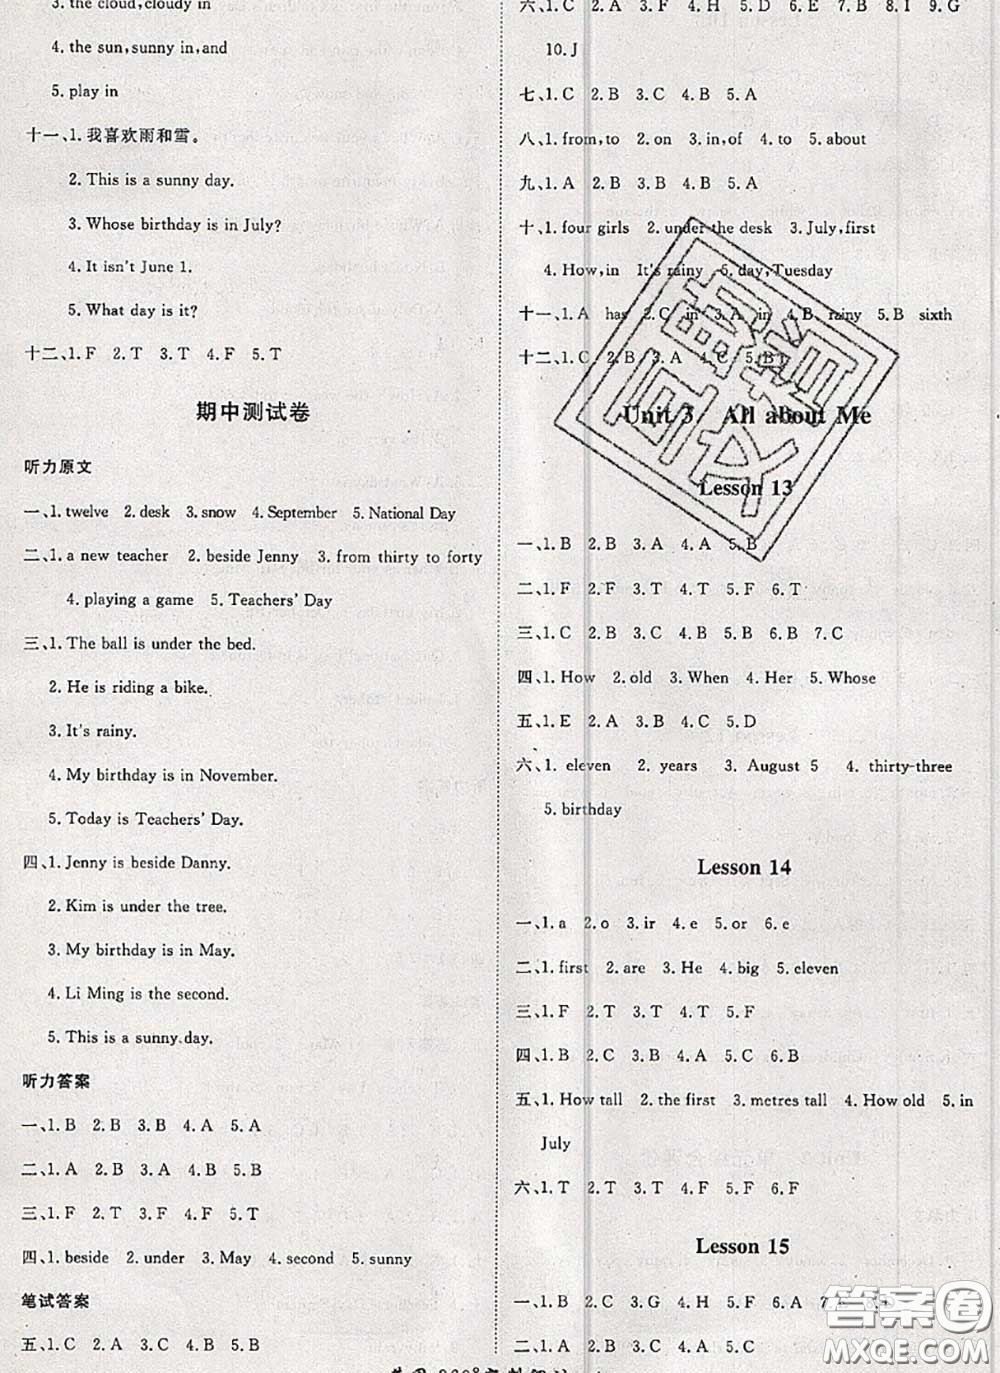 3. the cloud,cloudy in
4. the sun,sunny in,and
5. play in
十一、1. 我喜欢雨和雪。
2. This is a sunny day.
3. Whose birthday is in July?
4. It isn't June 1.
5. What day is it?
十二、1. F 2. T 3. T 4. F 5. T
期中测试卷
听力原文
一、1. twelve 2. desk 3. snow 4. September 5. National Day
二、1. a new teacher 2. beside Jenny 3. from thirty to forty
4. playing a game 5. Teachers' Day
三、1. The ball is under the bed.
2. He is riding a bike.
3. It's rainy.
4. My birthday is in November.
5. Today is Teachers' Day.
四、1. Jenny is beside Danny.
2. Kim is under the tree.
3. My birthday is in May.
4. Li Ming is the second.
5. This is a sunny day.
听力答案
一、1. B 2. B 3. B 4. A 5. A
二、1. A 2. B 3. A 4. B 5. B
三、1. F 2. T 3. T 4. F 5. T
四、1. beside 2. under 3. May 4. second 5. sunny
笔试答案
五、1. C 2. A 3. C 4. B 5. B
六、1. C 2. A 3. F 4. H 5. D 6. E 7. B 8. I 9. G
10. J
七、1. C 2. B 3. C 4. B 5. A
八、1. from,to 2. on 3. in,of 4. to 5. about
九、1. A 2. B 3. B 4. B 5. A
十、1. four girls 2. under the desk 3. July,first
4. How,in It's rainy 5. day,Tuesday
十一、1. A has 2. C in 3. A in 4. B rainy 5. B sixth
十二、1. C 2. B 3. A 4. C 5. B
Unit 3 All about Me
Lesson 13
一、1. B 2. B 3. A 4. A 5. B
二、1. F 2. F 3. T 4. T 5. F 6. T
三、1. C 2. B 3. C 4. B 5. B 6. B 7. C
四、1. How 2. old 3. When 4. Her 5. Whose
五、1. E 2. A 3. B 4. C 5. D
六、1. eleven 2. years 3. August 5 4. thirty-three
5. birthday
Lesson 14
一、1. a 2. o 3. ir 4. e 5. or 6. e
二、1. first 2. are 3. He 4. big 5. eleven
三、1. F 2. T 3. T 4. T 5. F
四、1. B 2. C 3. B 4. A 5. C 6. B
五、1. How tall 2. the first 3. metres tall 4. How old 5. in
July
六、1. T 2. T 3. T 4. F 5. F 6. F
Lesson 15
一、1. B 2. C 3. G 4. H 5. F 6. A
二、1. A 2. C 3. A 4. B 5. B
答案卷
MXQE.COM